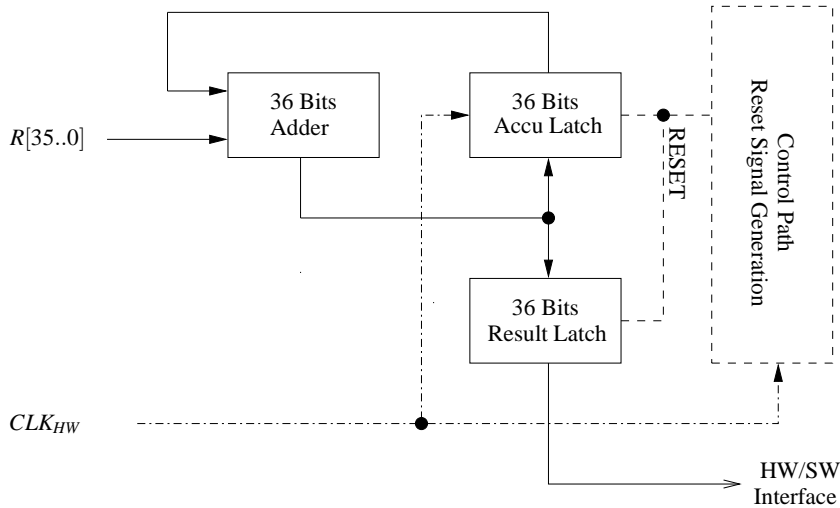 36 Bits
Adder
36 Bits
Accu Latch
R[35..0]
RESET
Control Path
Reset Signal Generation
36 Bits
Result Latch
CLK_HW
HW/SW
Interface